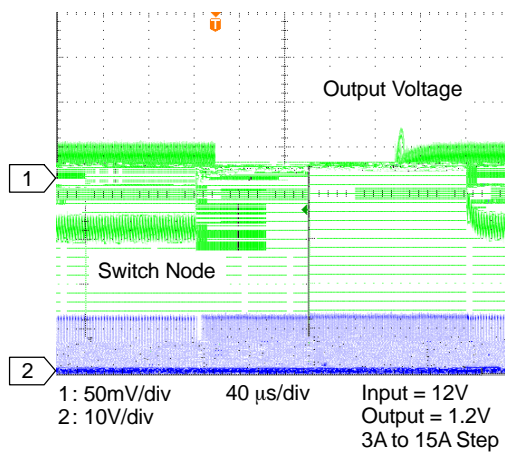 T
Output Voltage
1
Switch Node
2
1: 50mV/div 40 μs/div Input = 12V
2: 10V/div Output = 1.2V
3A to 15A Step